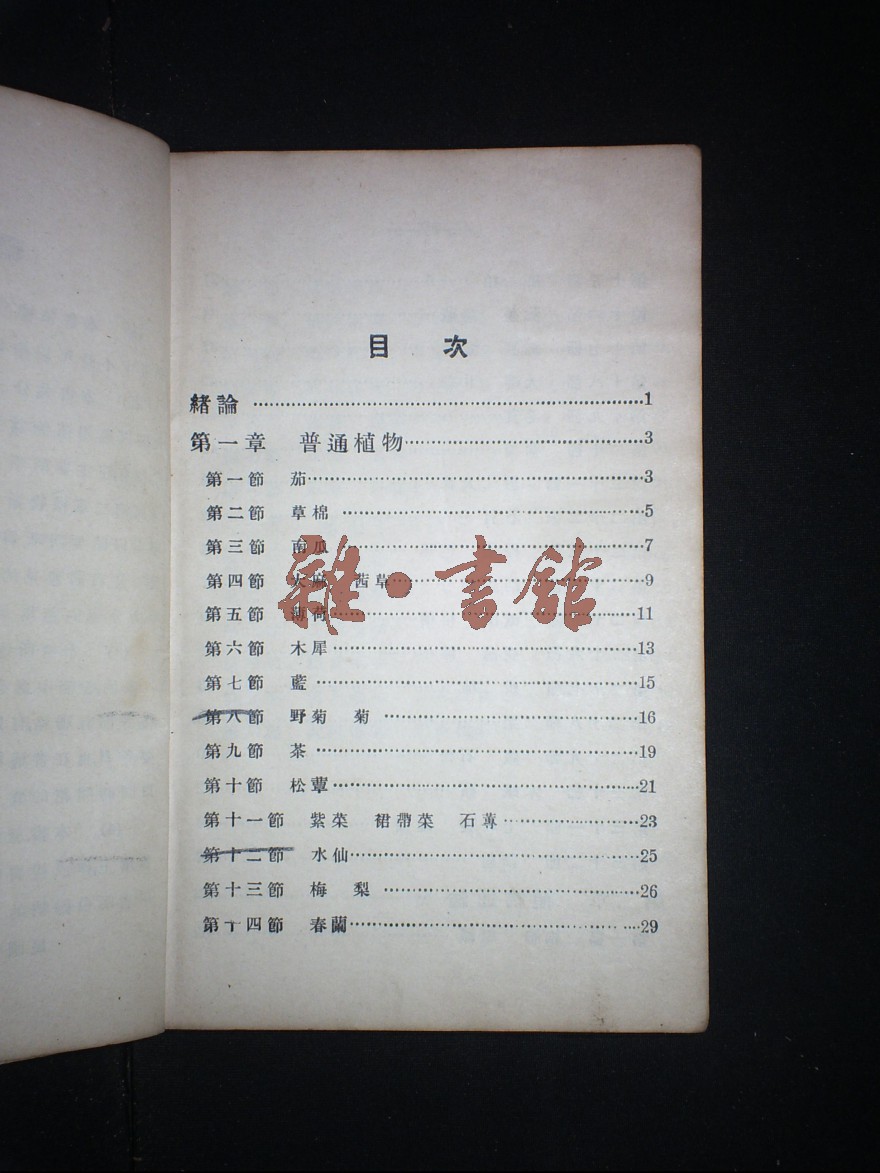 目 次
緒論 1
第一章 普通植物 3
第一節 茄 3
第二節 草棉 5
第三節 南瓜 7
第四節 大麻 茜草 9
第五節 薄荷 11
第六節 木犀 13
第七節 藍 15
第八節 野菊 菊 16
第九節 茶 19
第十節 松蕈 21
第十一節 紫菜 裙帶菜 石蓴 23
第十二節 水仙 25
第十三節 梅 梨 26
第十四節 春蘭 29
雜·書館